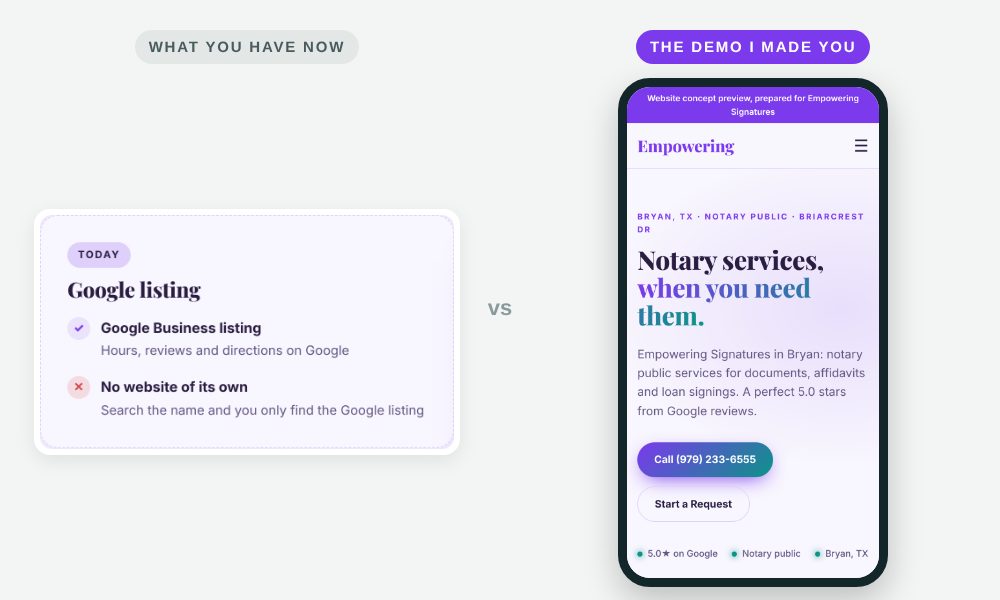 WHAT YOU HAVE NOW
TODAY
Google listing
Google Business listing
Hours, reviews and directions on Google
No website of its own
Search the name and you only find the Google listing
vs
THE DEMO I MADE YOU
Website concept preview, prepared for Empowering
Signatures
Empowering
BRYAN, TX · NOTARY PUBLIC · BRIARCREST
DR
Notary services,
when you need
them.
Empowering Signatures in Bryan: notary
public services for documents, affidavits
and loan signings. A perfect 5.0 stars
from Google reviews.
Call (979) 233-6555
Start a Request
5.0★ on Google
Notary public
Bryan, TX